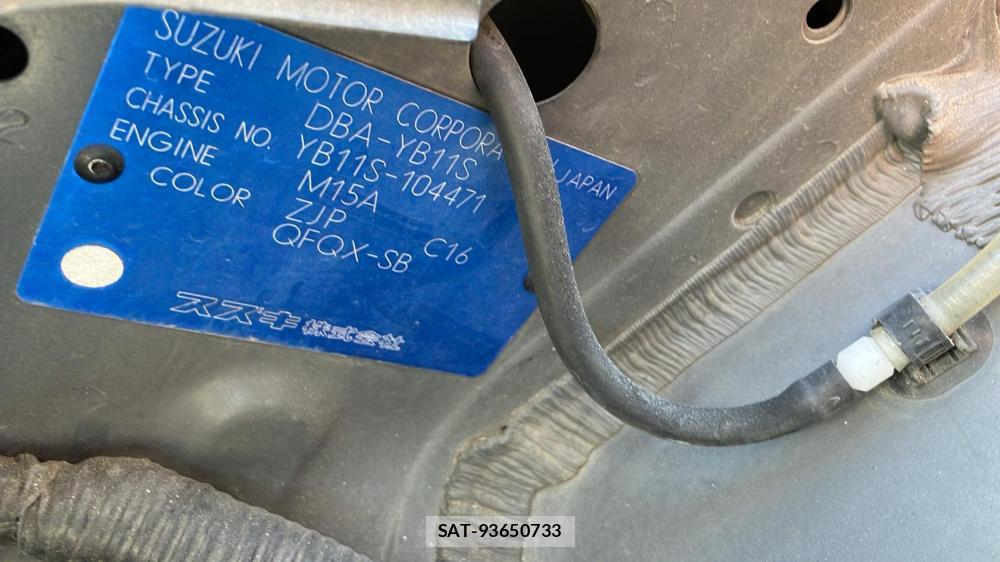 SUZUKI MOTOR CORPORA JAPAN
TYPE DBA-YB11S
CHASSIS NO. YB11S-104471
ENGINE M15A
COLOR ZJP C16
QFQX-SB
スズキ株式会社
SAT-93650733